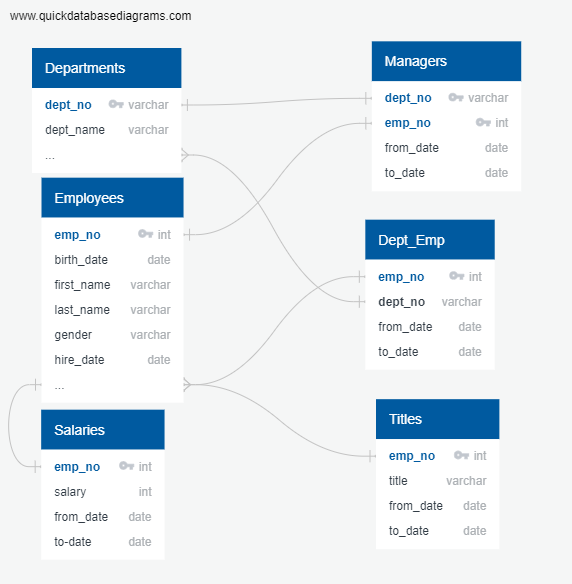 www.quickdatabasediagrams.com
Departments
dept_no varchar
dept_name varchar
...
Employees
emp_no int
birth_date date
first_name varchar
last_name varchar
gender varchar
hire_date date
...
Salaries
emp_no int
salary int
from_date date
to-date date
Managers
dept_no varchar
emp_no int
from_date date
to_date date
Dept_Emp
emp_no int
dept_no varchar
from_date date
to_date date
Titles
emp_no int
title varchar
from_date date
to_date date